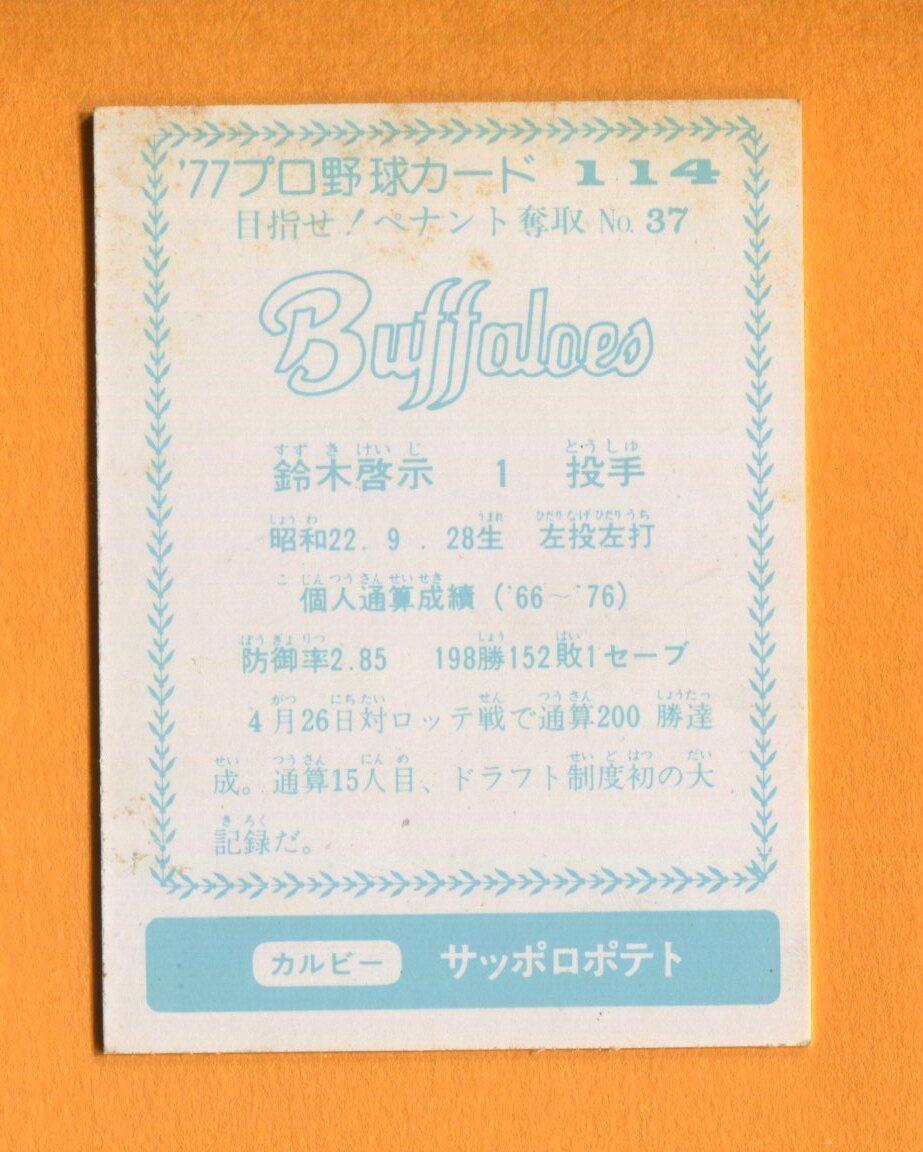 '77プロ野球カード 114
目指せ!ペナント奪取 No. 37
Buffaloes
すずきけいじ とうしゅ
鈴木啓示 1 投手
しょうわ うまれ ひだりなげひだりうち
昭和22.9.28生 左投左打
こじんつうさんせいせき
個人通算成績('66~'76)
ぼうぎょりつ しょう はい
防御率2.85 198勝152敗1セーブ
がつ にちたい せん つうさん しょうたっ
4月26日対ロッテ戦で通算200勝達
せい つうさん にんめ せいどはつ だい
成。通算15人目、ドラフト制度初の大
きろく
記録だ。
カルビー サッポロポテト